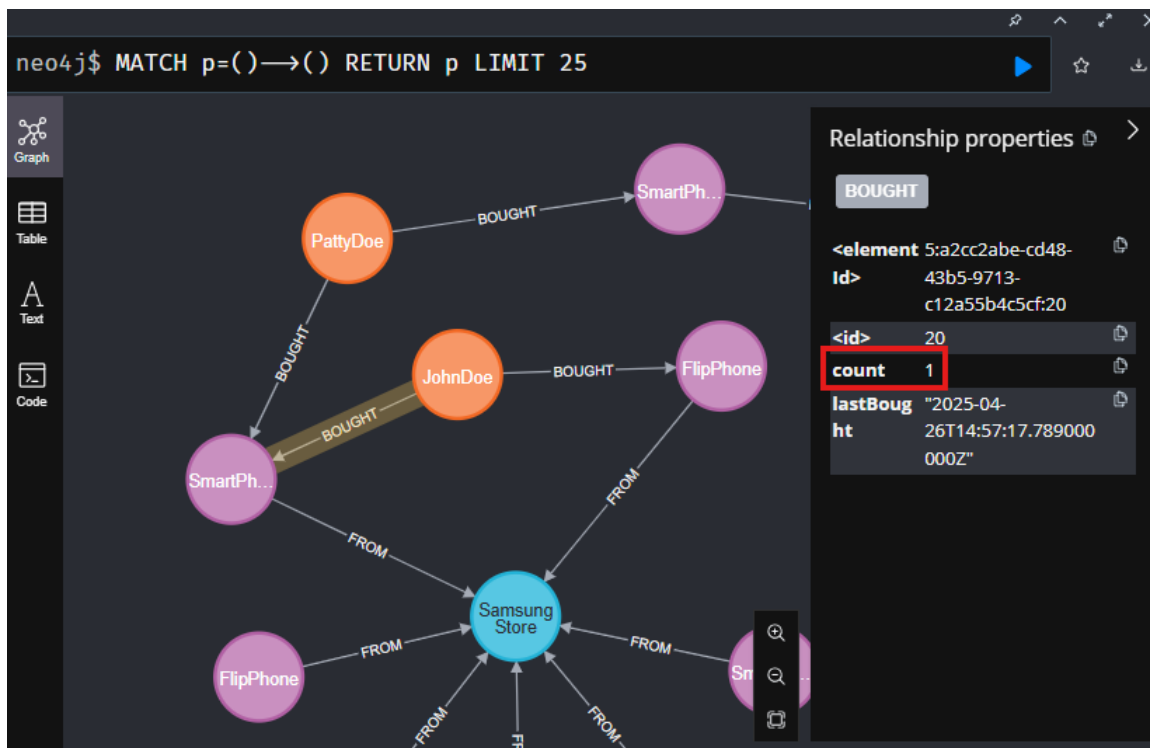 neo4j$ MATCH p=()⟶() RETURN p LIMIT 25
Graph
Table
Text
Code
SmartPh...
BOUGHT
PattyDoe
BOUGHT
JohnDoe
BOUGHT
FlipPhone
BOUGHT
SmartPh...
FROM
FROM
Samsung
Store
FROM
FlipPhone
FROM
FROM
FROM
Relationship properties
BOUGHT
<element 5:a2cc2abe-cd48-
Id> 43b5-9713-
c12a55b4c5cf:20
<id> 20
count 1
lastBoug "2025-04-
ht 26T14:57:17.789000
000Z"